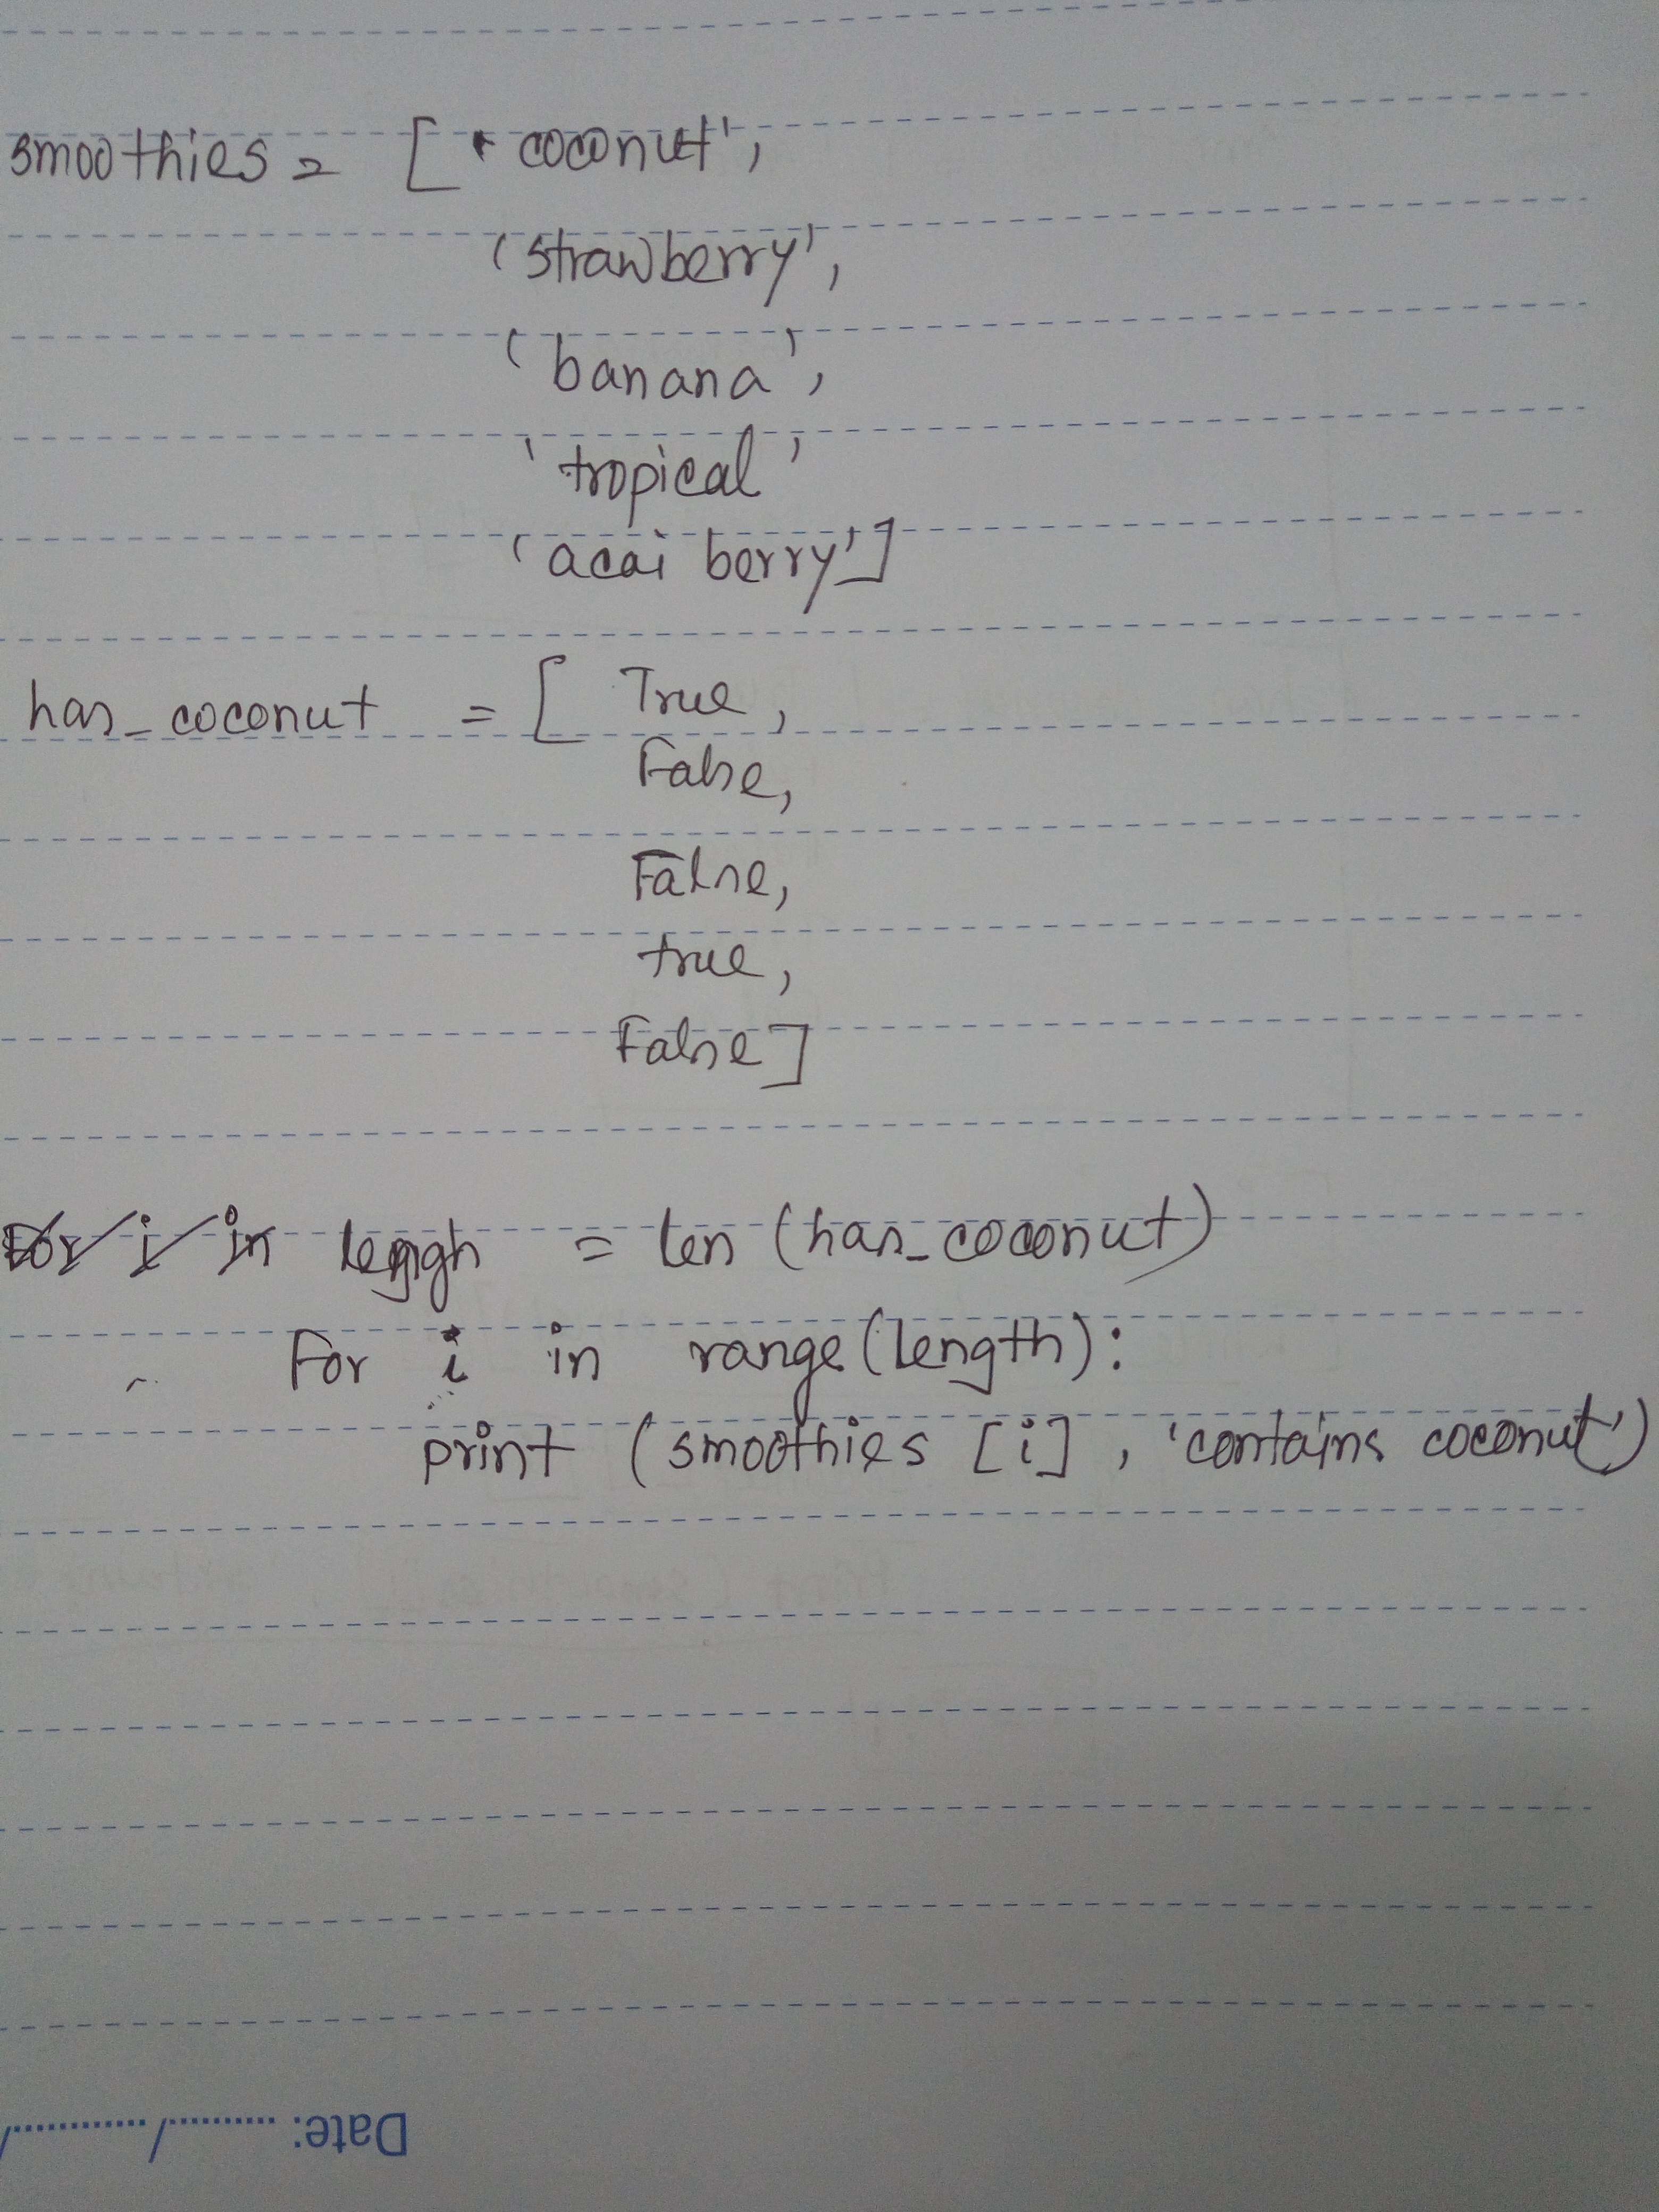 smoothies = [ 'coconut',
'strawberry',
'banana',
'tropical'
'acai berry']
has_coconut = [ True,
False,
False,
true,
False]
For i in lenggh = len (has_coconut)
For i in range (length):
print (smoothies [i] , 'contains coconut')
Date: ........../............../